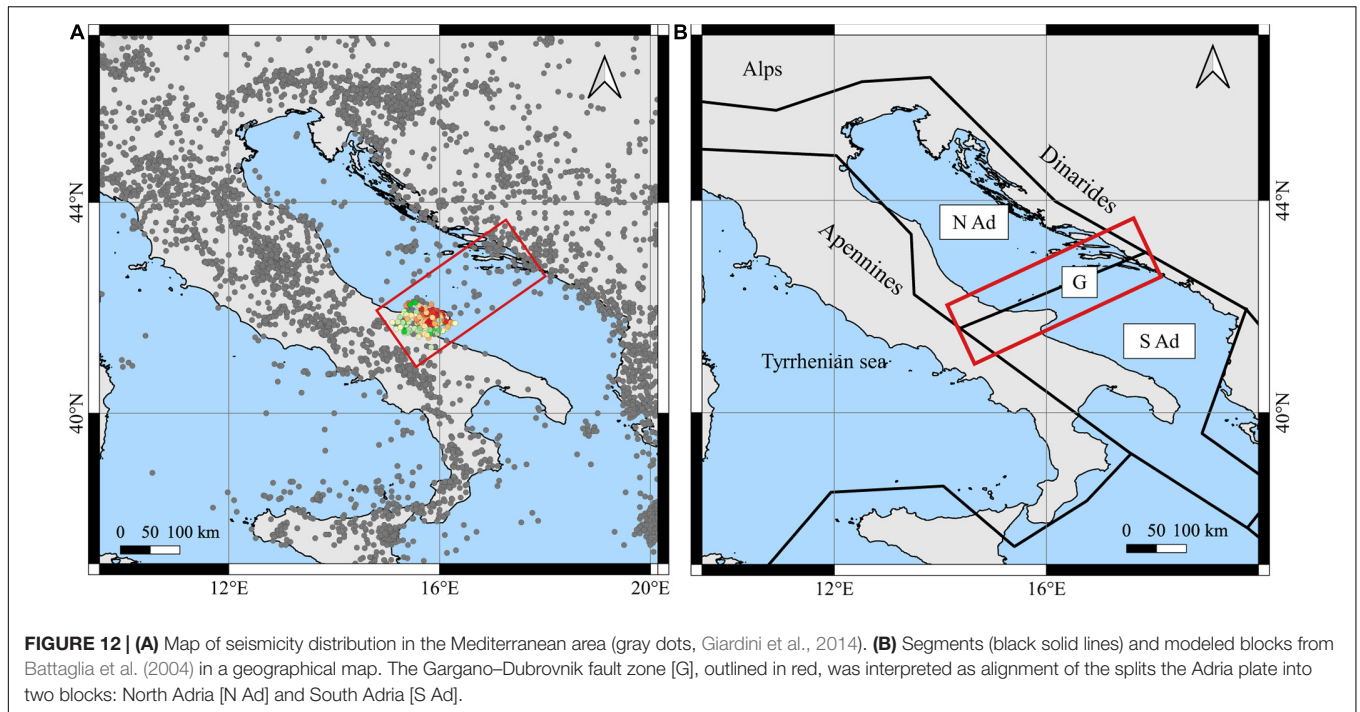 A
B
Alps
Dinarides
44°N
44°N
N Ad
Apennines
G
S Ad
Tyrrhenian sea
40°N
40°N
0 50 100 km
0 50 100 km
12°E
16°E
20°E
12°E
16°E
FIGURE 12 | (A) Map of seismicity distribution in the Mediterranean area (gray dots, Giardini et al., 2014). (B) Segments (black solid lines) and modeled blocks from
Battaglia et al. (2004) in a geographical map. The Gargano–Dubrovnik fault zone [G], outlined in red, was interpreted as alignment of the splits the Adria plate into
two blocks: North Adria [N Ad] and South Adria [S Ad].